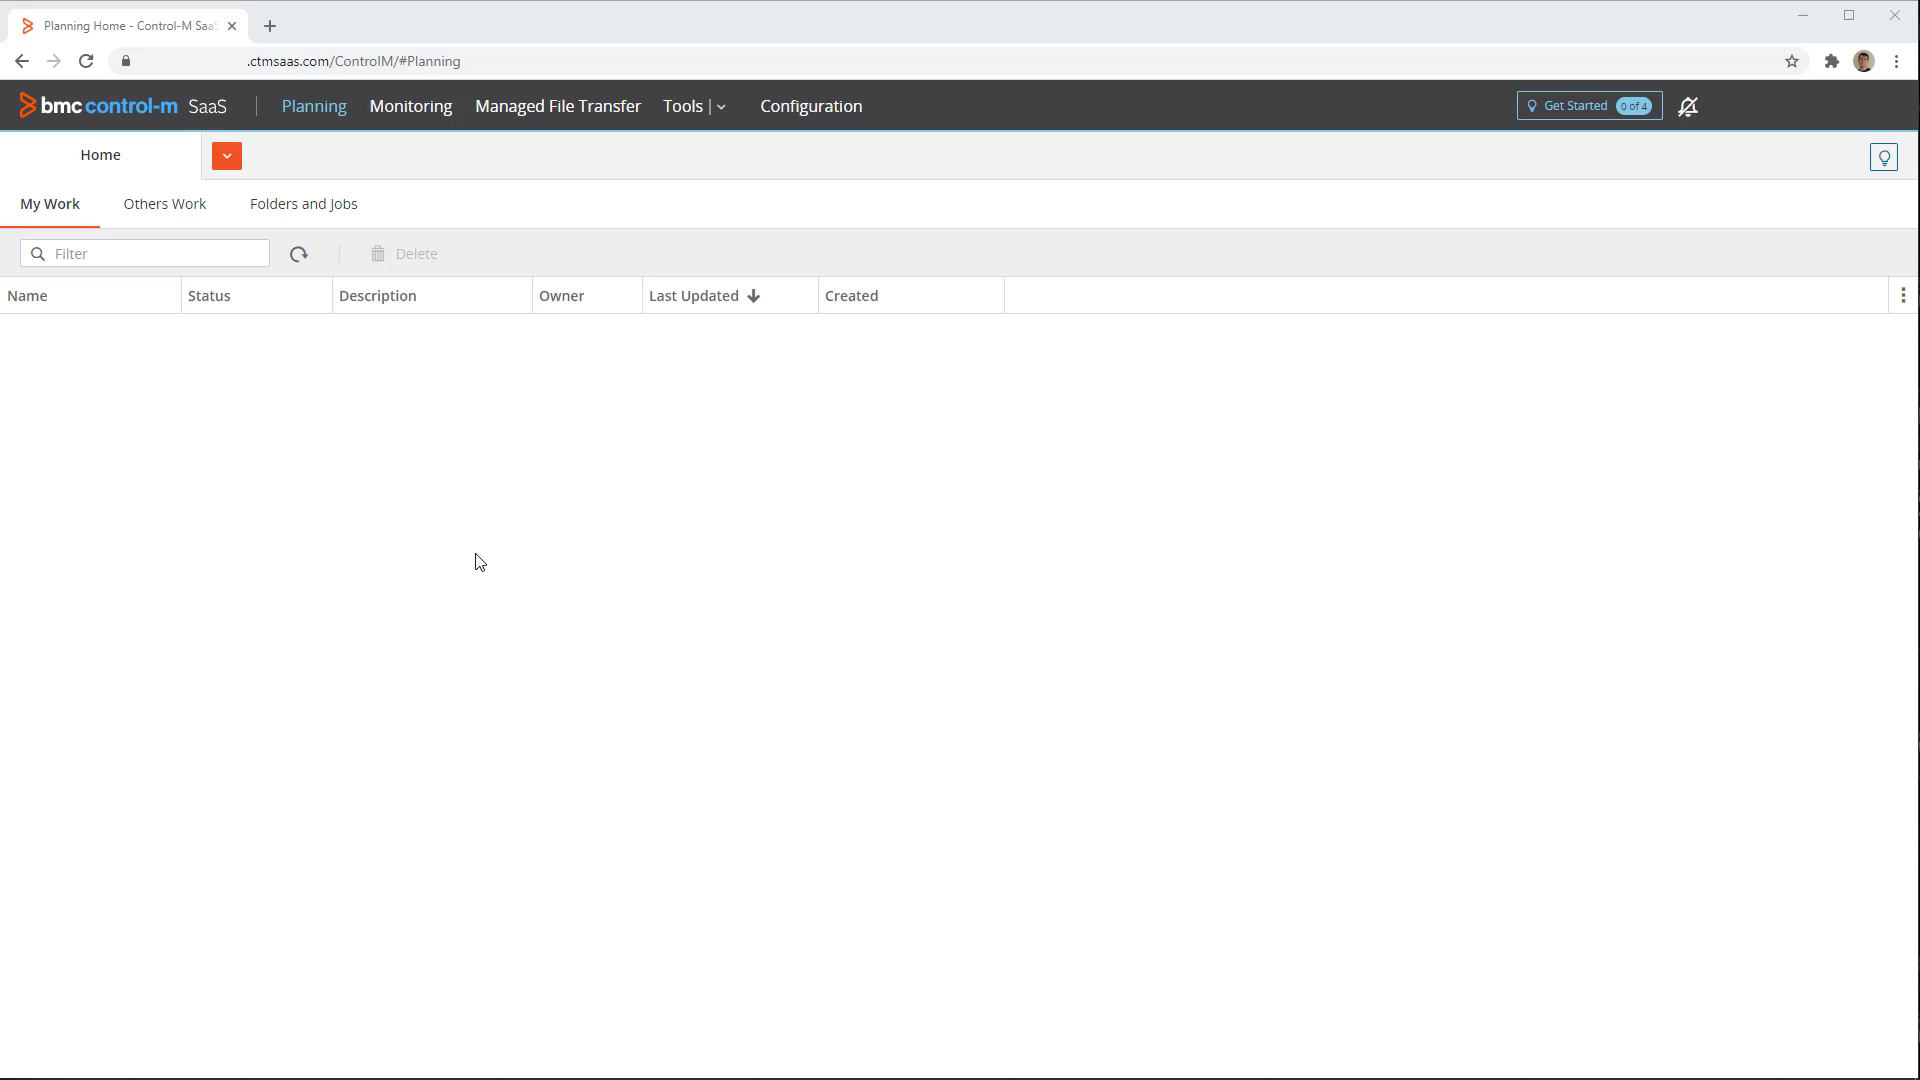 Planning Home - Control-M SaaS
.ctmsaas.com/ControlM/#Planning
bmc control-m SaaS Planning Monitoring Managed File Transfer Tools Configuration Get Started 0 of 4
Home
My Work Others Work Folders and Jobs
Filter Delete
Name Status Description Owner Last Updated Created